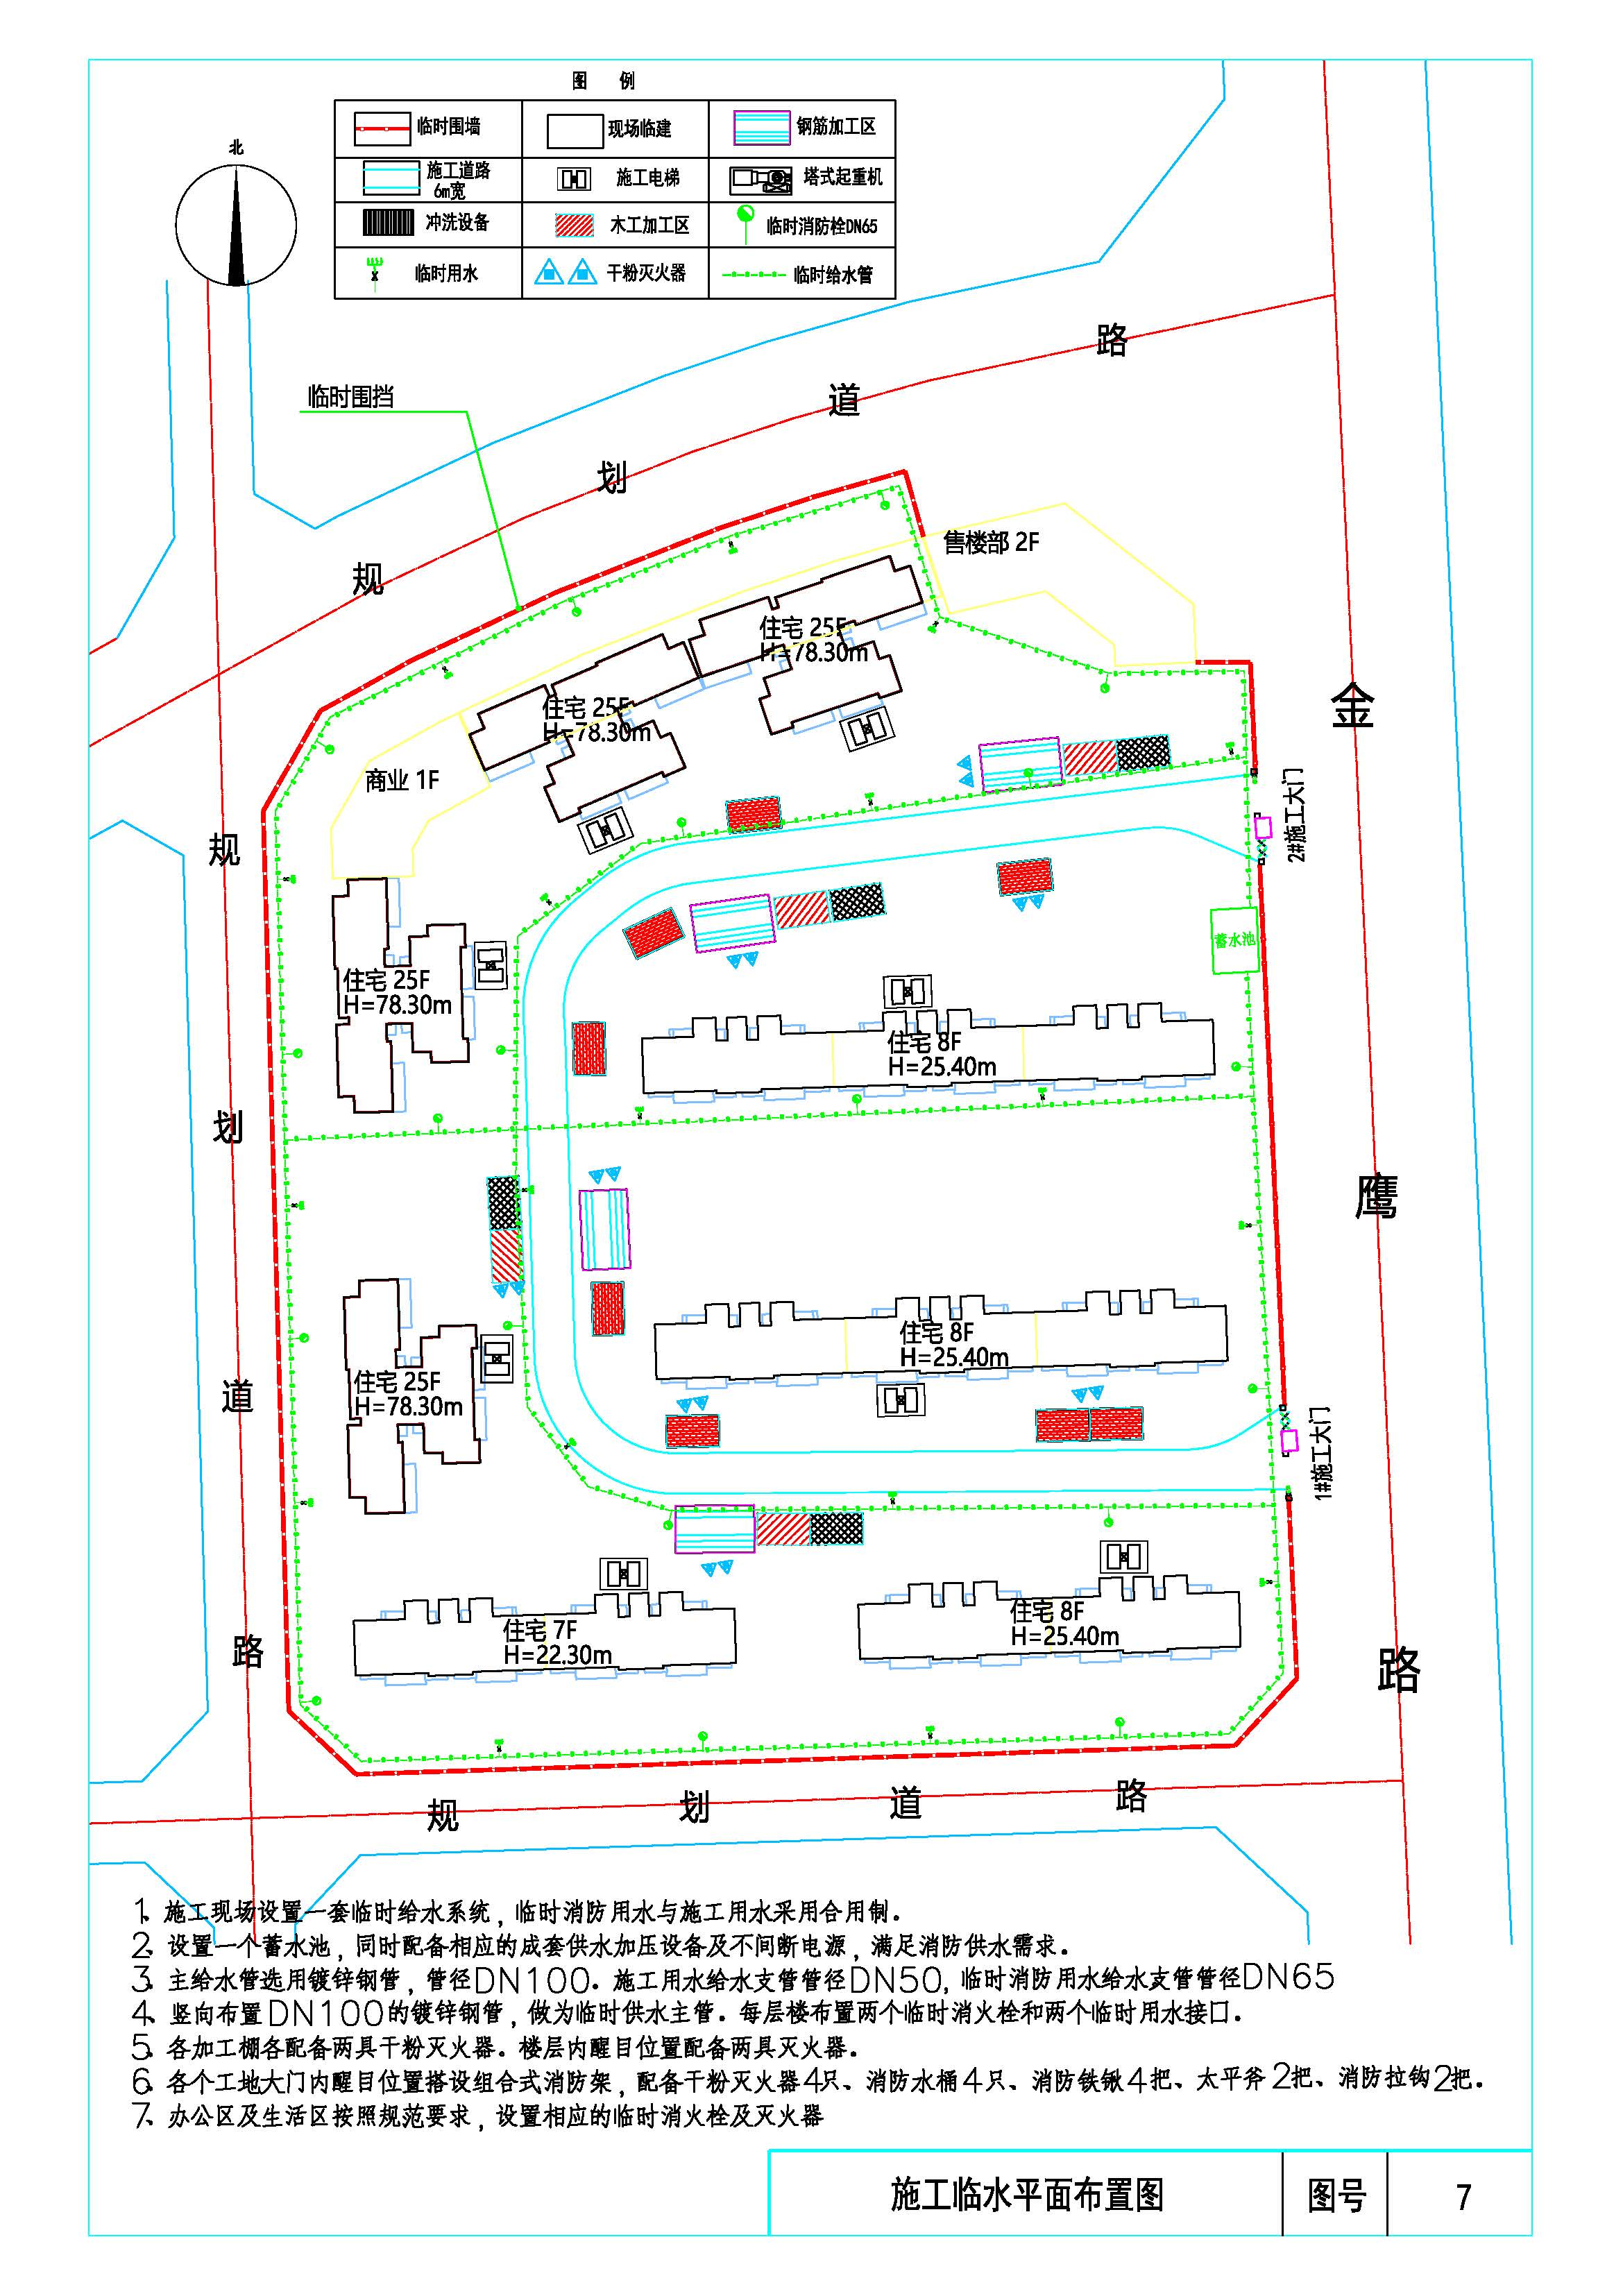 图 例
北
临时围墙
现场临建
钢筋加工区
施工道路
6m宽
施工电梯
塔式起重机
冲洗设备
木工加工区
临时消防栓DN65
临时用水
干粉灭火器
临时给水管
规划道路
临时围挡
售楼部 2F
住宅 25F
H=78.30m
住宅 25F
H=78.30m
商业 1F
金鹰路
2#施工大门
规划道路
蓄水池
住宅 25F
H=78.30m
住宅 8F
H=25.40m
住宅 8F
H=25.40m
住宅 25F
H=78.30m
1#施工大门
住宅 7F
H=22.30m
住宅 8F
H=25.40m
规划道路
1、施工现场设置一套临时给水系统，临时消防用水与施工用水采用合用制。
2、设置一个蓄水池，同时配备相应的成套供水加压设备及不间断电源，满足消防供水需求。
3、主给水管选用镀锌钢管，管径DN100。施工用水给水支管管径DN50，临时消防用水给水支管管径DN65
4、竖向布置DN100的镀锌钢管，做为临时供水主管。每层楼布置两个临时消火栓和两个临时用水接口。
5、各加工棚各配备两具干粉灭火器。楼层内醒目位置配备两具灭火器。
6、各个工地大门内醒目位置搭设组合式消防架，配备干粉灭火器4只、消防水桶4只、消防铁锹4把、太平斧2把、消防拉钩2把。
7、办公区及生活区按照规范要求，设置相应的临时消火栓及灭火器
施工临水平面布置图
图号
7